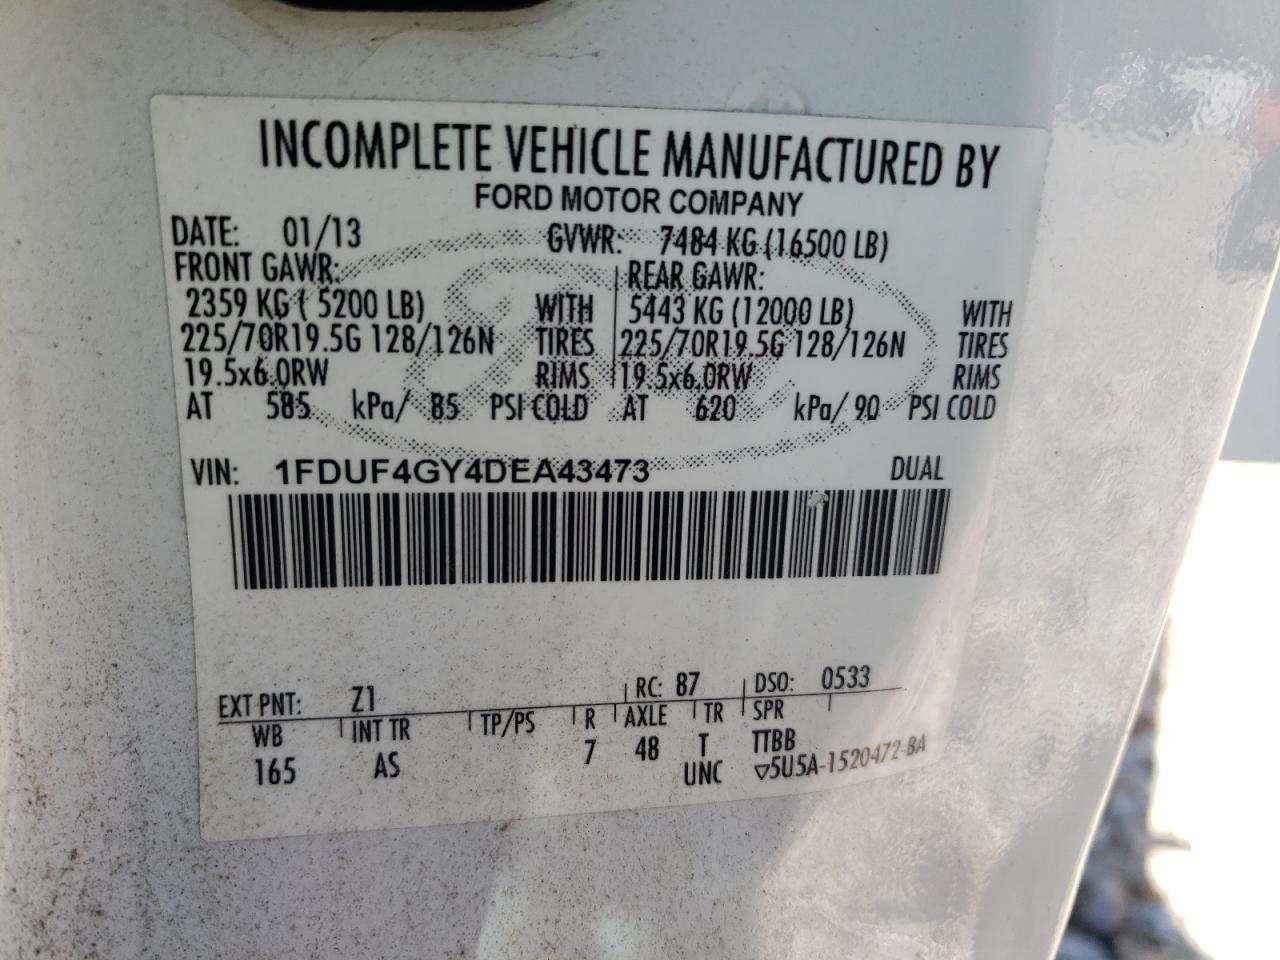 INCOMPLETE VEHICLE MANUFACTURED BY
FORD MOTOR COMPANY
DATE: 01/13 GVWR: 7484 KG (16500 LB)
FRONT GAWR: REAR GAWR:
2359 KG ( 5200 LB) WITH 5443 KG (12000 LB) WITH
225/70R19.5G 128/126N TIRES 225/70R19.5G 128/126N TIRES
19.5x6.0RW RIMS 19.5x6.0RW RIMS
AT 585 kPa/ 85 PSI COLD AT 620 kPa/ 90 PSI COLD
VIN: 1FDUF4GY4DEA43473 DUAL
EXT PNT: Z1 RC: 87 DSO: 0533
WB INT TR TP/PS R AXLE TR SPR
165 AS 7 48 T TTBB
UNC ▽5U5A-1520472-BA